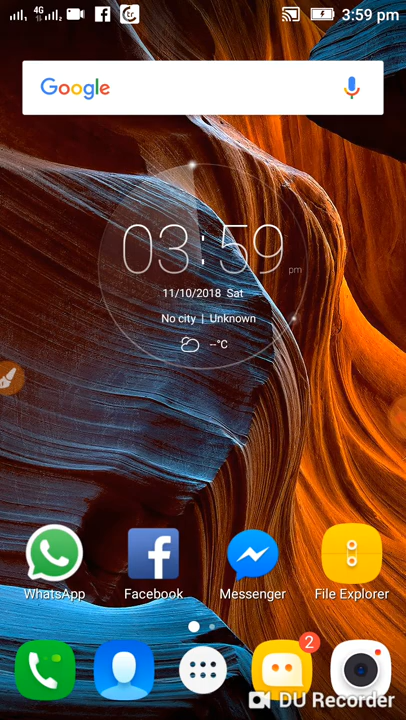 4G 3:59 PM
Google
03:59 pm
11/10/2018 Sat
No city | Unknown
--°C
WhatsApp Facebook Messenger File Explorer
2
DU Recorder